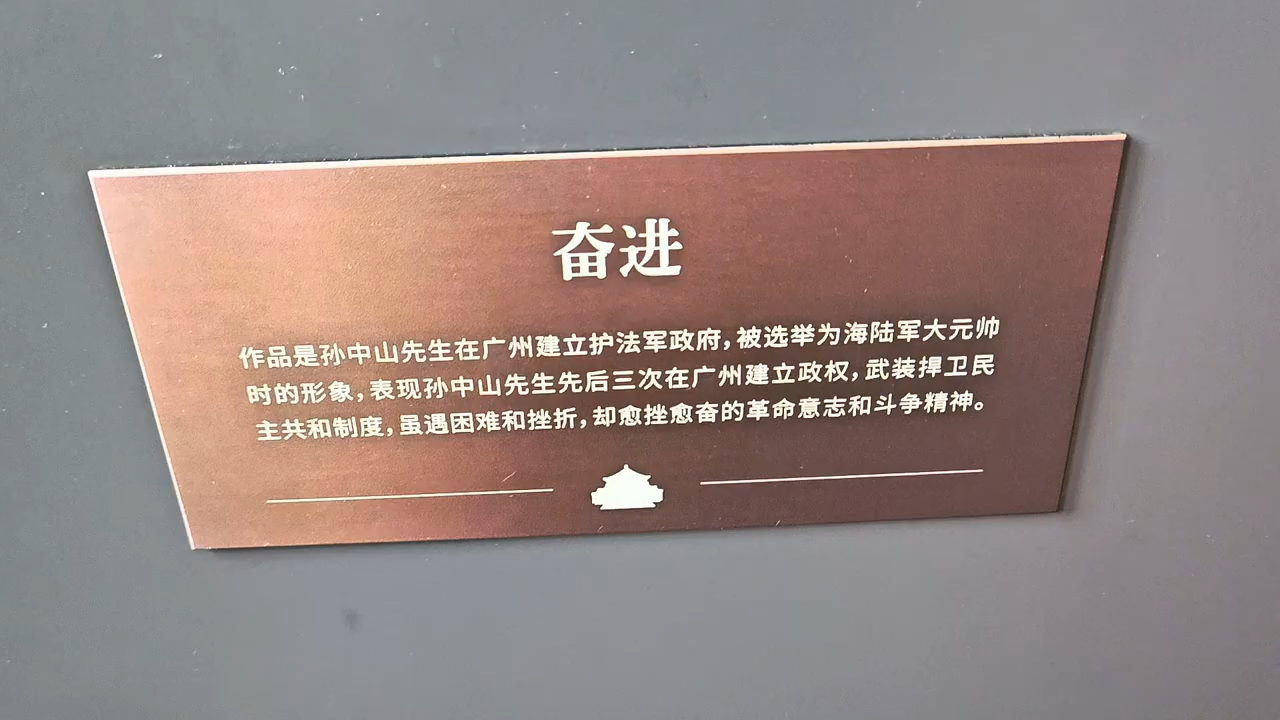 奋进
作品是孙中山先生在广州建立护法军政府,被选举为海陆军大元帅
时的形象,表现孙中山先生先后三次在广州建立政权,武装捍卫民
主共和制度,虽遇困难和挫折,却愈挫愈奋的革命意志和斗争精神。